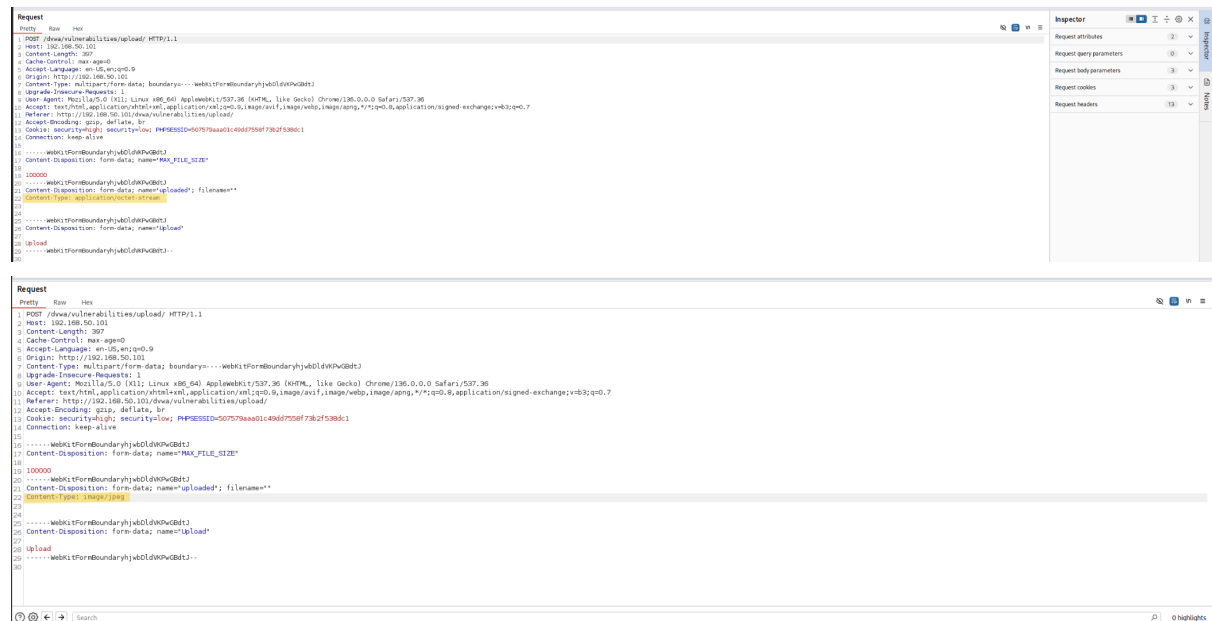 Request
Pretty Raw Hex
1 POST /dvwa/vulnerabilities/upload/ HTTP/1.1
2 Host: 192.168.50.101
3 Content-Length: 397
4 Cache-Control: max-age=0
5 Accept-Language: en-US,en;q=0.9
6 Origin: http://192.168.50.101
7 Content-Type: multipart/form-data; boundary=----WebKitFormBoundaryhjwbDldVKPwGBdtJ
8 Upgrade-Insecure-Requests: 1
9 User-Agent: Mozilla/5.0 (X11; Linux x86_64) AppleWebKit/537.36 (KHTML, like Gecko) Chrome/136.0.0.0 Safari/537.36
10 Accept: text/html,application/xhtml+xml,application/xml;q=0.9,image/avif,image/webp,image/apng,*/*;q=0.8,application/signed-exchange;v=b3;q=0.7
11 Referer: http://192.168.50.101/dvwa/vulnerabilities/upload/
12 Accept-Encoding: gzip, deflate, br
13 Cookie: security=high; security=low; PHPSESSID=507579aaa01c49dd7558f73b2f538dc1
14 Connection: keep-alive
15
16 ------WebKitFormBoundaryhjwbDldVKPwGBdtJ
17 Content-Disposition: form-data; name="MAX_FILE_SIZE"
18
19 100000
20 ------WebKitFormBoundaryhjwbDldVKPwGBdtJ
21 Content-Disposition: form-data; name="uploaded"; filename=""
22 Content-Type: application/octet-stream
23
24
25 ------WebKitFormBoundaryhjwbDldVKPwGBdtJ
26 Content-Disposition: form-data; name="Upload"
27
28 Upload
29 ------WebKitFormBoundaryhjwbDldVKPwGBdtJ--
30
Inspector
Request attributes 2
Request query parameters 0
Request body parameters 3
Request cookies 3
Request headers 13
Inspector
Notes
Request
Pretty Raw Hex
1 POST /dvwa/vulnerabilities/upload/ HTTP/1.1
2 Host: 192.168.50.101
3 Content-Length: 397
4 Cache-Control: max-age=0
5 Accept-Language: en-US,en;q=0.9
6 Origin: http://192.168.50.101
7 Content-Type: multipart/form-data; boundary=----WebKitFormBoundaryhjwbDldVKPwGBdtJ
8 Upgrade-Insecure-Requests: 1
9 User-Agent: Mozilla/5.0 (X11; Linux x86_64) AppleWebKit/537.36 (KHTML, like Gecko) Chrome/136.0.0.0 Safari/537.36
10 Accept: text/html,application/xhtml+xml,application/xml;q=0.9,image/avif,image/webp,image/apng,*/*;q=0.8,application/signed-exchange;v=b3;q=0.7
11 Referer: http://192.168.50.101/dvwa/vulnerabilities/upload/
12 Accept-Encoding: gzip, deflate, br
13 Cookie: security=high; security=low; PHPSESSID=507579aaa01c49dd7558f73b2f538dc1
14 Connection: keep-alive
15
16 ------WebKitFormBoundaryhjwbDldVKPwGBdtJ
17 Content-Disposition: form-data; name="MAX_FILE_SIZE"
18
19 100000
20 ------WebKitFormBoundaryhjwbDldVKPwGBdtJ
21 Content-Disposition: form-data; name="uploaded"; filename=""
22 Content-Type: image/jpeg
23
24
25 ------WebKitFormBoundaryhjwbDldVKPwGBdtJ
26 Content-Disposition: form-data; name="Upload"
27
28 Upload
29 ------WebKitFormBoundaryhjwbDldVKPwGBdtJ--
30
Search
0 highlights